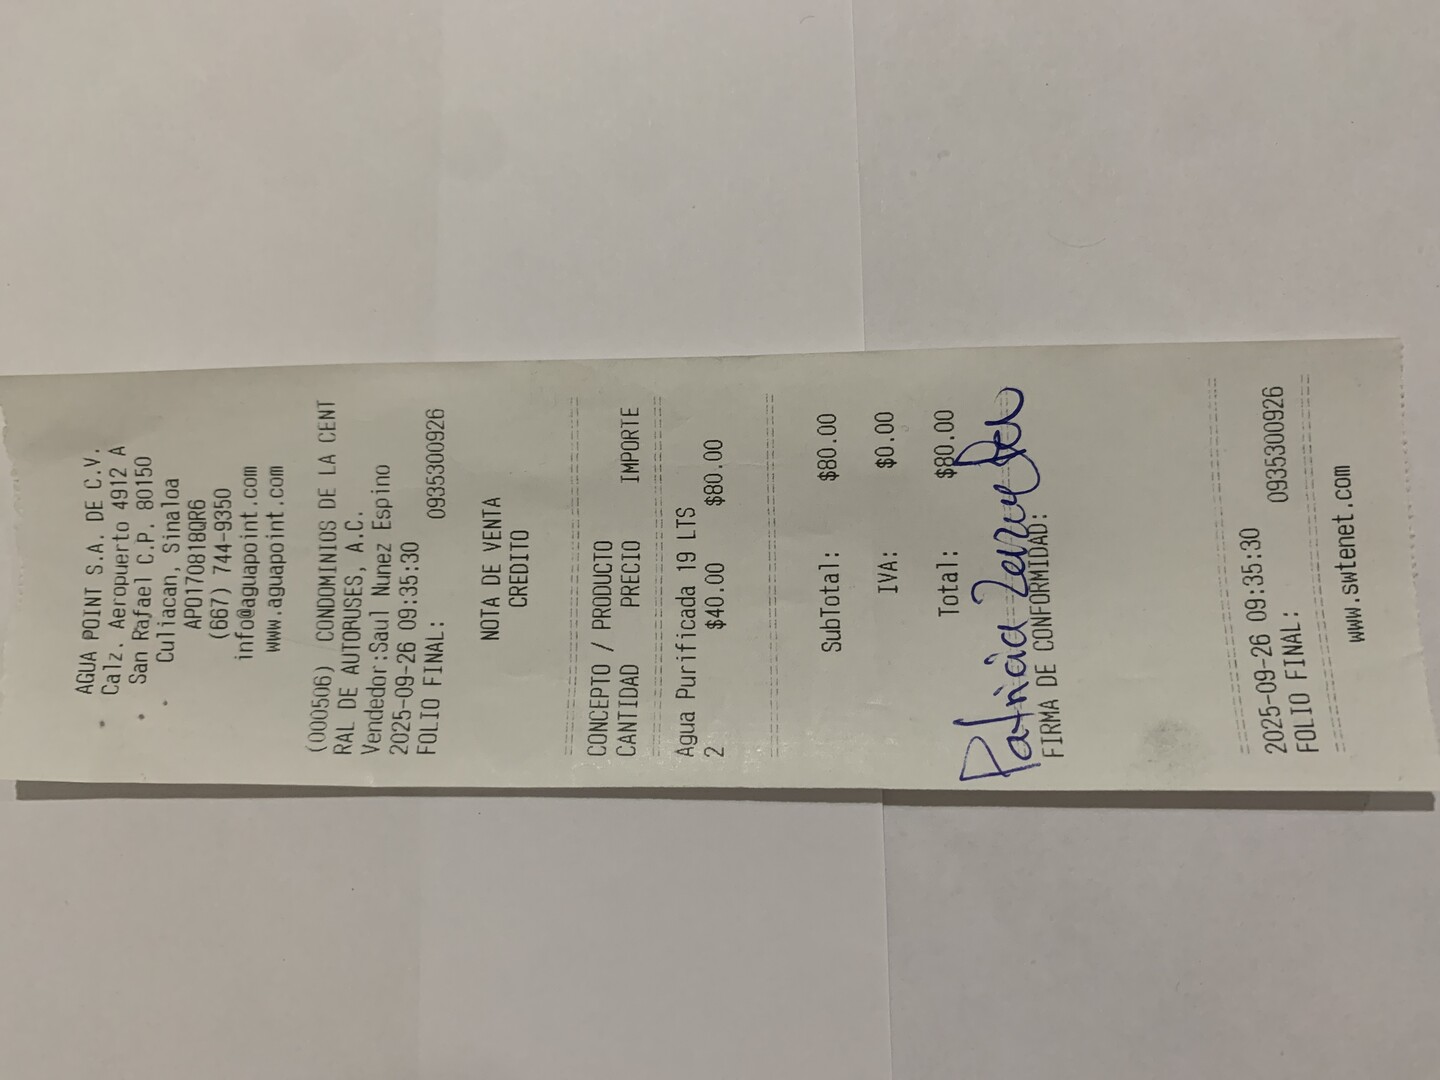 AGUA POINT S.A. DE C.V.
Calz. Aeropuerto 4912 A
San Rafael C.P. 80150
Culiacan, Sinaloa
APO170818QR6
(667) 744-9350
info@aguapoint.com
www.aguapoint.com
(000506) CONDOMINIOS DE LA CENT
RAL DE AUTOBUSES, A.C.
Vendedor:Saul Nunez Espino
2025-09-26 09:35:30
FOLIO FINAL: 0935300926
NOTA DE VENTA
CREDITO
CONCEPTO / PRODUCTO
CANTIDAD PRECIO IMPORTE
Agua Purificada 19 LTS
2 $40.00 $80.00
SubTotal: $80.00
IVA: $0.00
Total: $80.00
Patricia
FIRMA DE CONFORMIDAD:
2025-09-26 09:35:30
FOLIO FINAL: 0935300926
www.swtenet.com